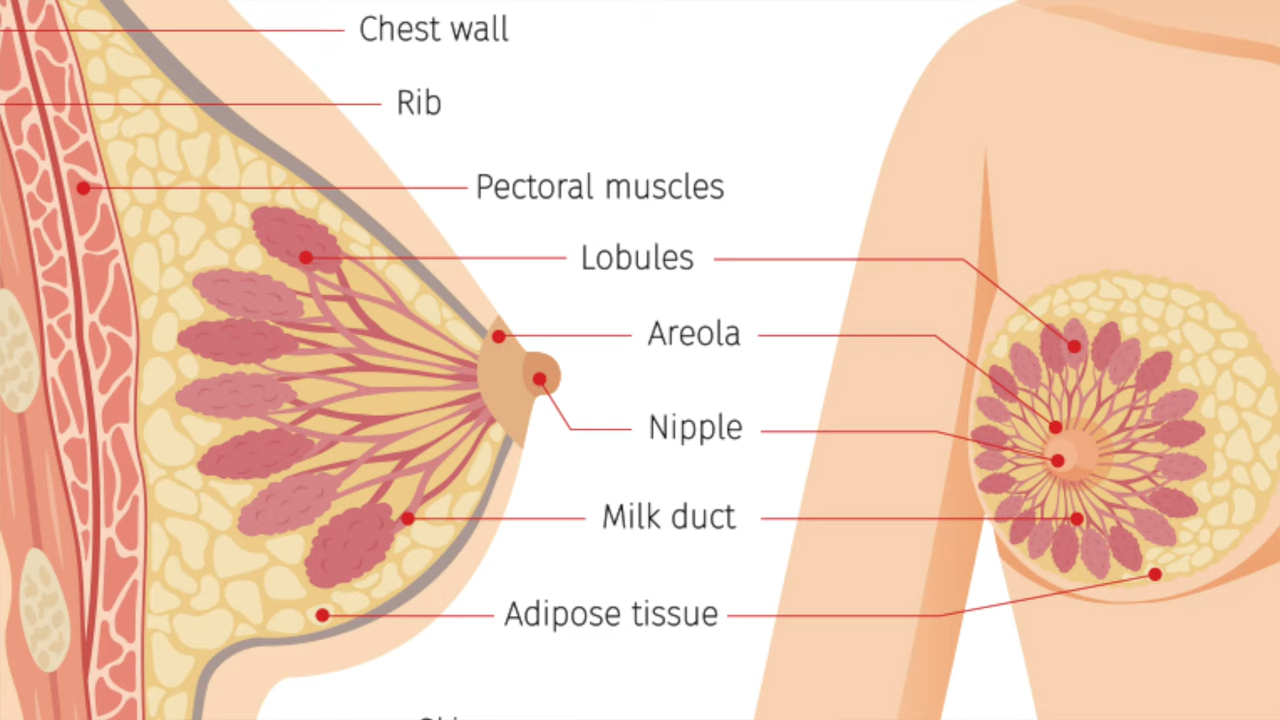 Chest wall
Rib
Pectoral muscles
Lobules
Areola
Nipple
Milk duct
Adipose tissue